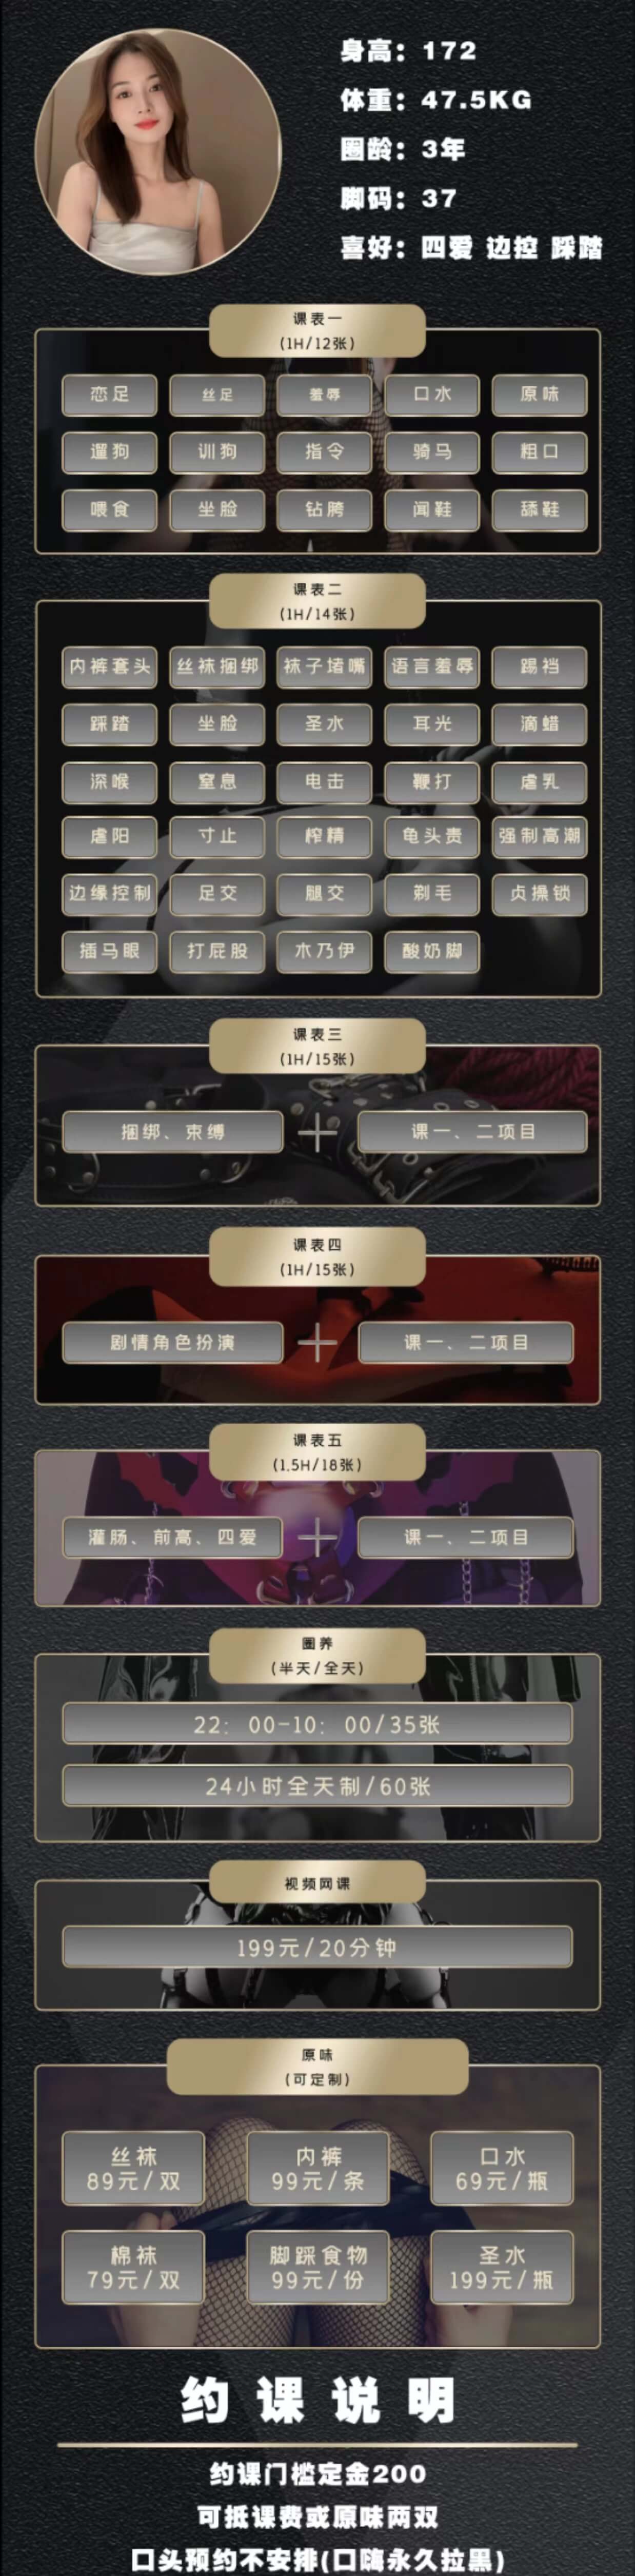 身高：172
体重：47.5KG
圈龄：3年
脚码：37
喜好：四爱 边控 踩踏
课表一
(1H/12张)
恋足 丝足 羞辱 口水 原味
遛狗 训狗 指令 骑马 粗口
喂食 坐脸 钻胯 闻鞋 舔鞋
课表二
(1H/14张)
内裤套头 丝袜捆绑 袜子堵嘴 语言羞辱 踢裆
踩踏 坐脸 圣水 耳光 滴蜡
深喉 窒息 电击 鞭打 虐乳
虐阳 寸止 榨精 龟头责 强制高潮
边缘控制 足交 腿交 剃毛 贞操锁
插马眼 打屁股 木乃伊 酸奶脚
课表三
(1H/15张)
捆绑、束缚 + 课一、二项目
课表四
(1H/15张)
剧情角色扮演 + 课一、二项目
课表五
(1.5H/18张)
灌肠、前高、四爱 + 课一、二项目
圈养
(半天/全天)
22：00-10：00/35张
24小时全天制/60张
视频网课
199元/20分钟
原味
(可定制)
丝袜 内裤 口水
89元/双 99元/条 69元/瓶
棉袜 脚踩食物 圣水
79元/双 99元/份 199元/瓶
约课说明
约课门槛定金200
可抵课费或原味两双
口头预约不安排(口嗨永久拉黑)